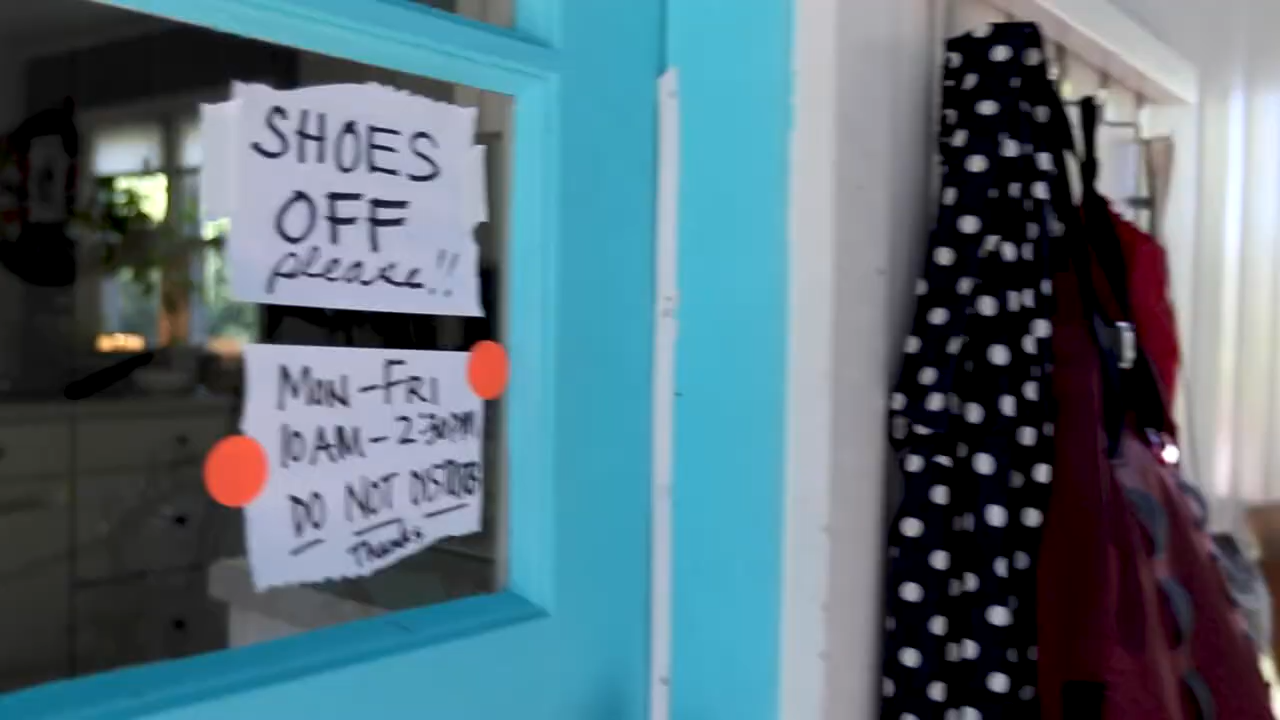 SHOES
OFF
please!!
MON-FRI
10AM-2:30PM
DO NOT DISTURB
Thanks